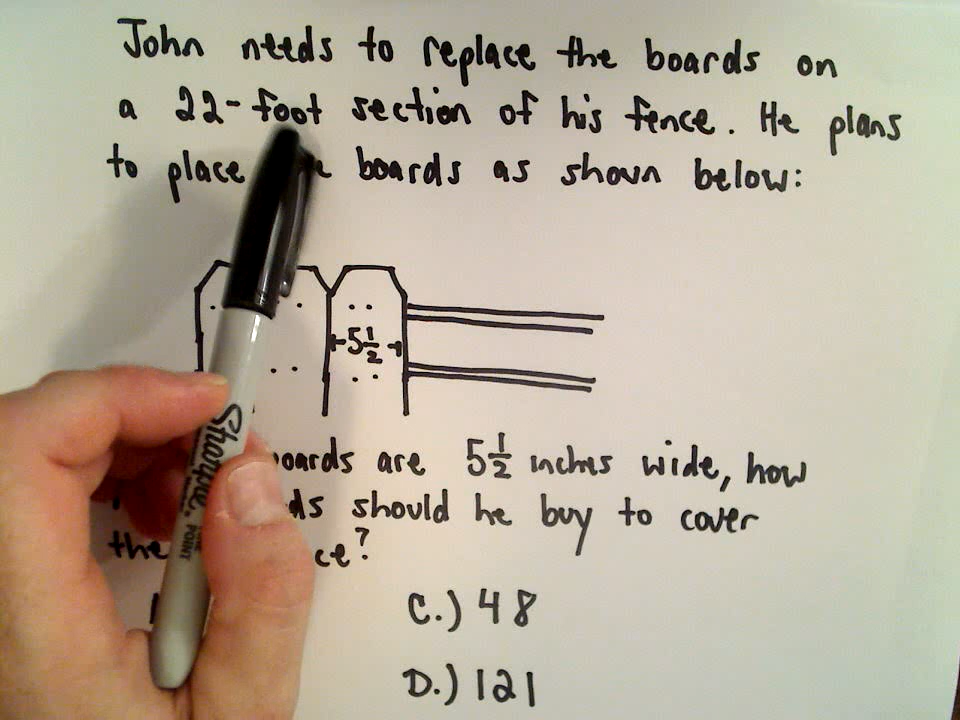 John needs to replace the boards on
a 22-foot section of his fence. He plans
to place boards as shown below:
5 1/2
boards are 5 1/2 inches wide, how
should he buy to cover
the ?
C.) 48
D.) 121
Sharpie
POINT